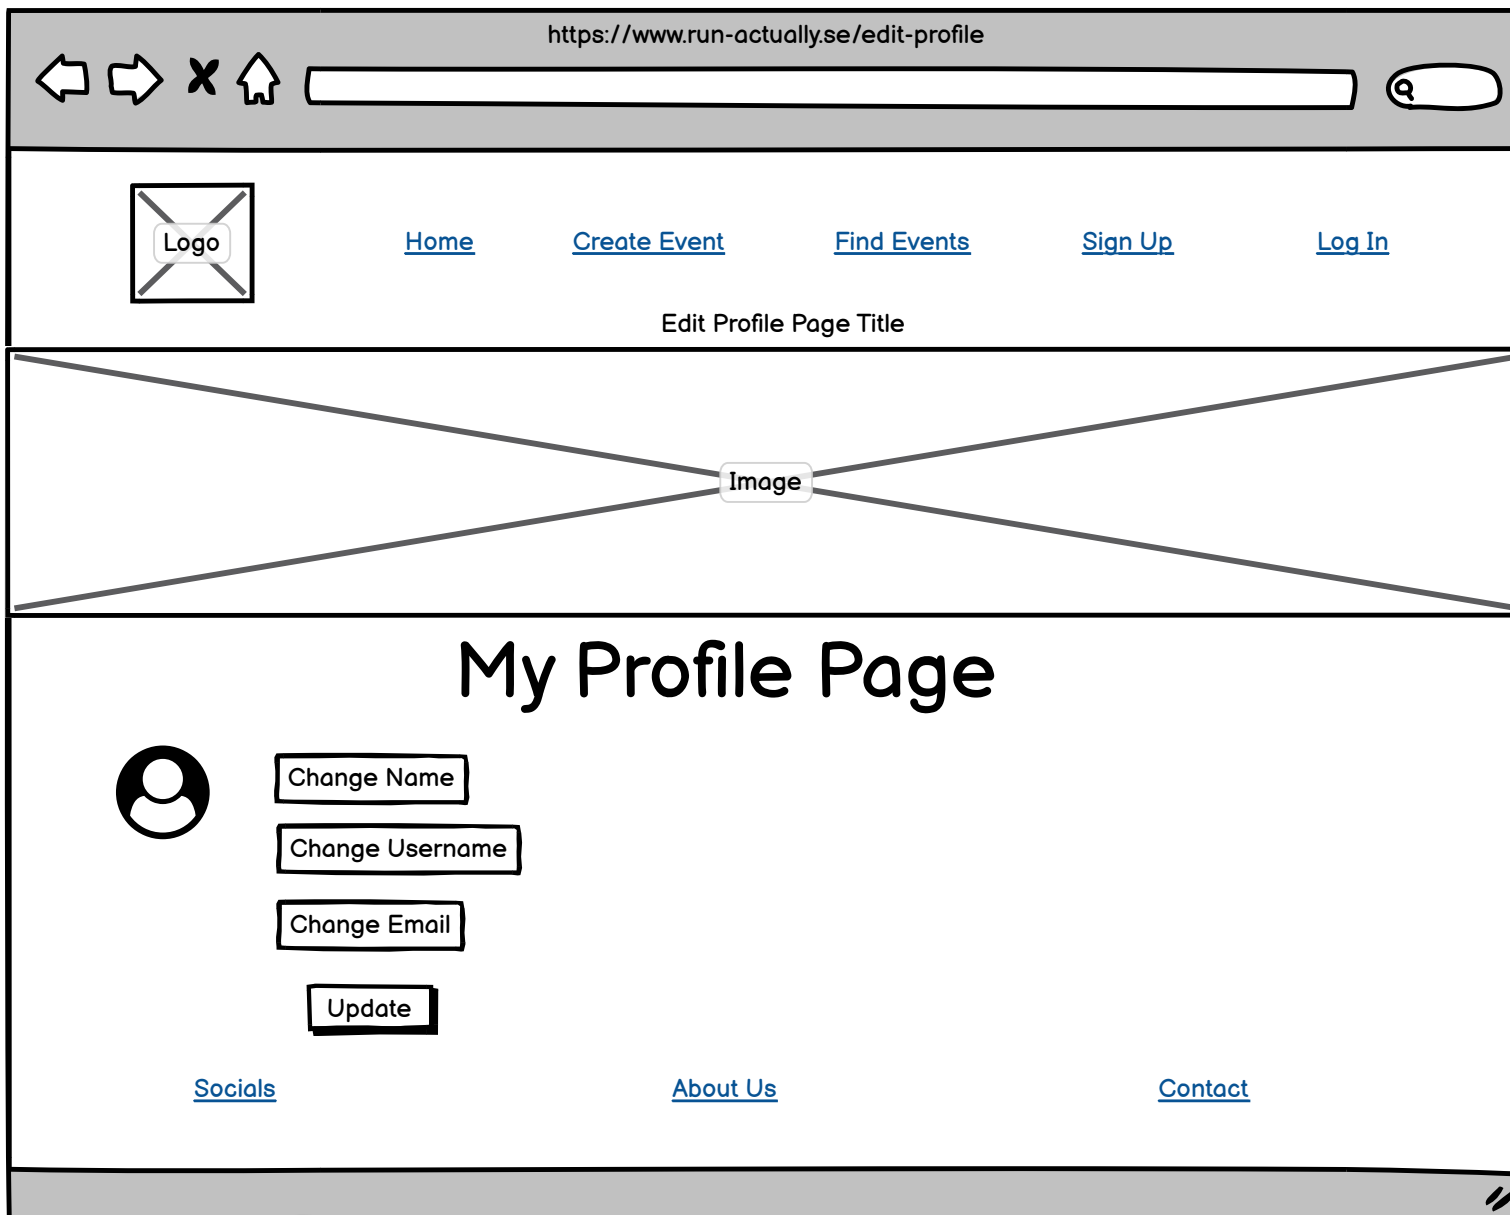 https://www.run-actually.se/edit-profile
Logo
Home Create Event Find Events Sign Up Log In
Edit Profile Page Title
Image
My Profile Page
Change Name
Change Username
Change Email
Update
Socials About Us Contact